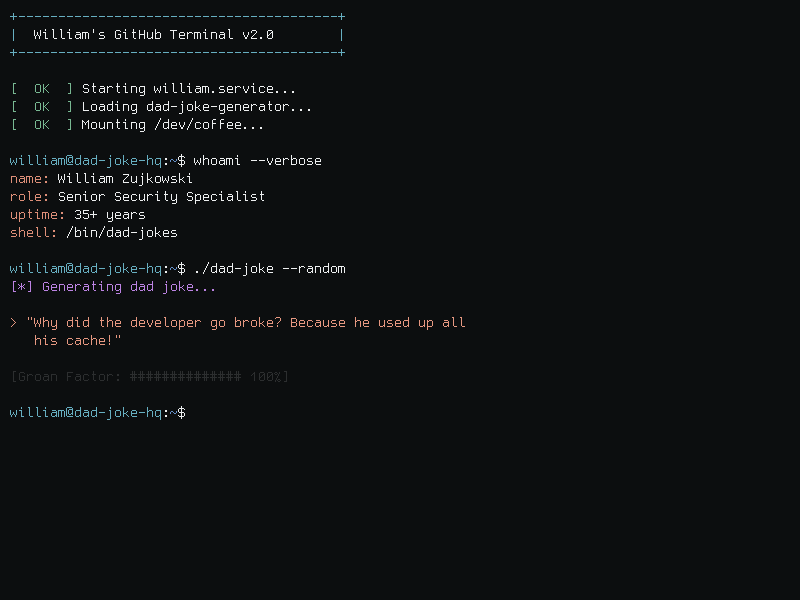 +----------------------------------------+
|  William's GitHub Terminal v2.0        |
+----------------------------------------+
[  OK  ] Starting william.service...
[  OK  ] Loading dad-joke-generator...
[  OK  ] Mounting /dev/coffee...
william@dad-joke-hq:~$ whoami --verbose
name: William Zujkowski
role: Senior Security Specialist
uptime: 35+ years
shell: /bin/dad-jokes
william@dad-joke-hq:~$ ./dad-joke --random
[*] Generating dad joke...
> "Why did the developer go broke? Because he used up all
his cache!"
[Groan Factor: ############## 100%]
william@dad-joke-hq:~$